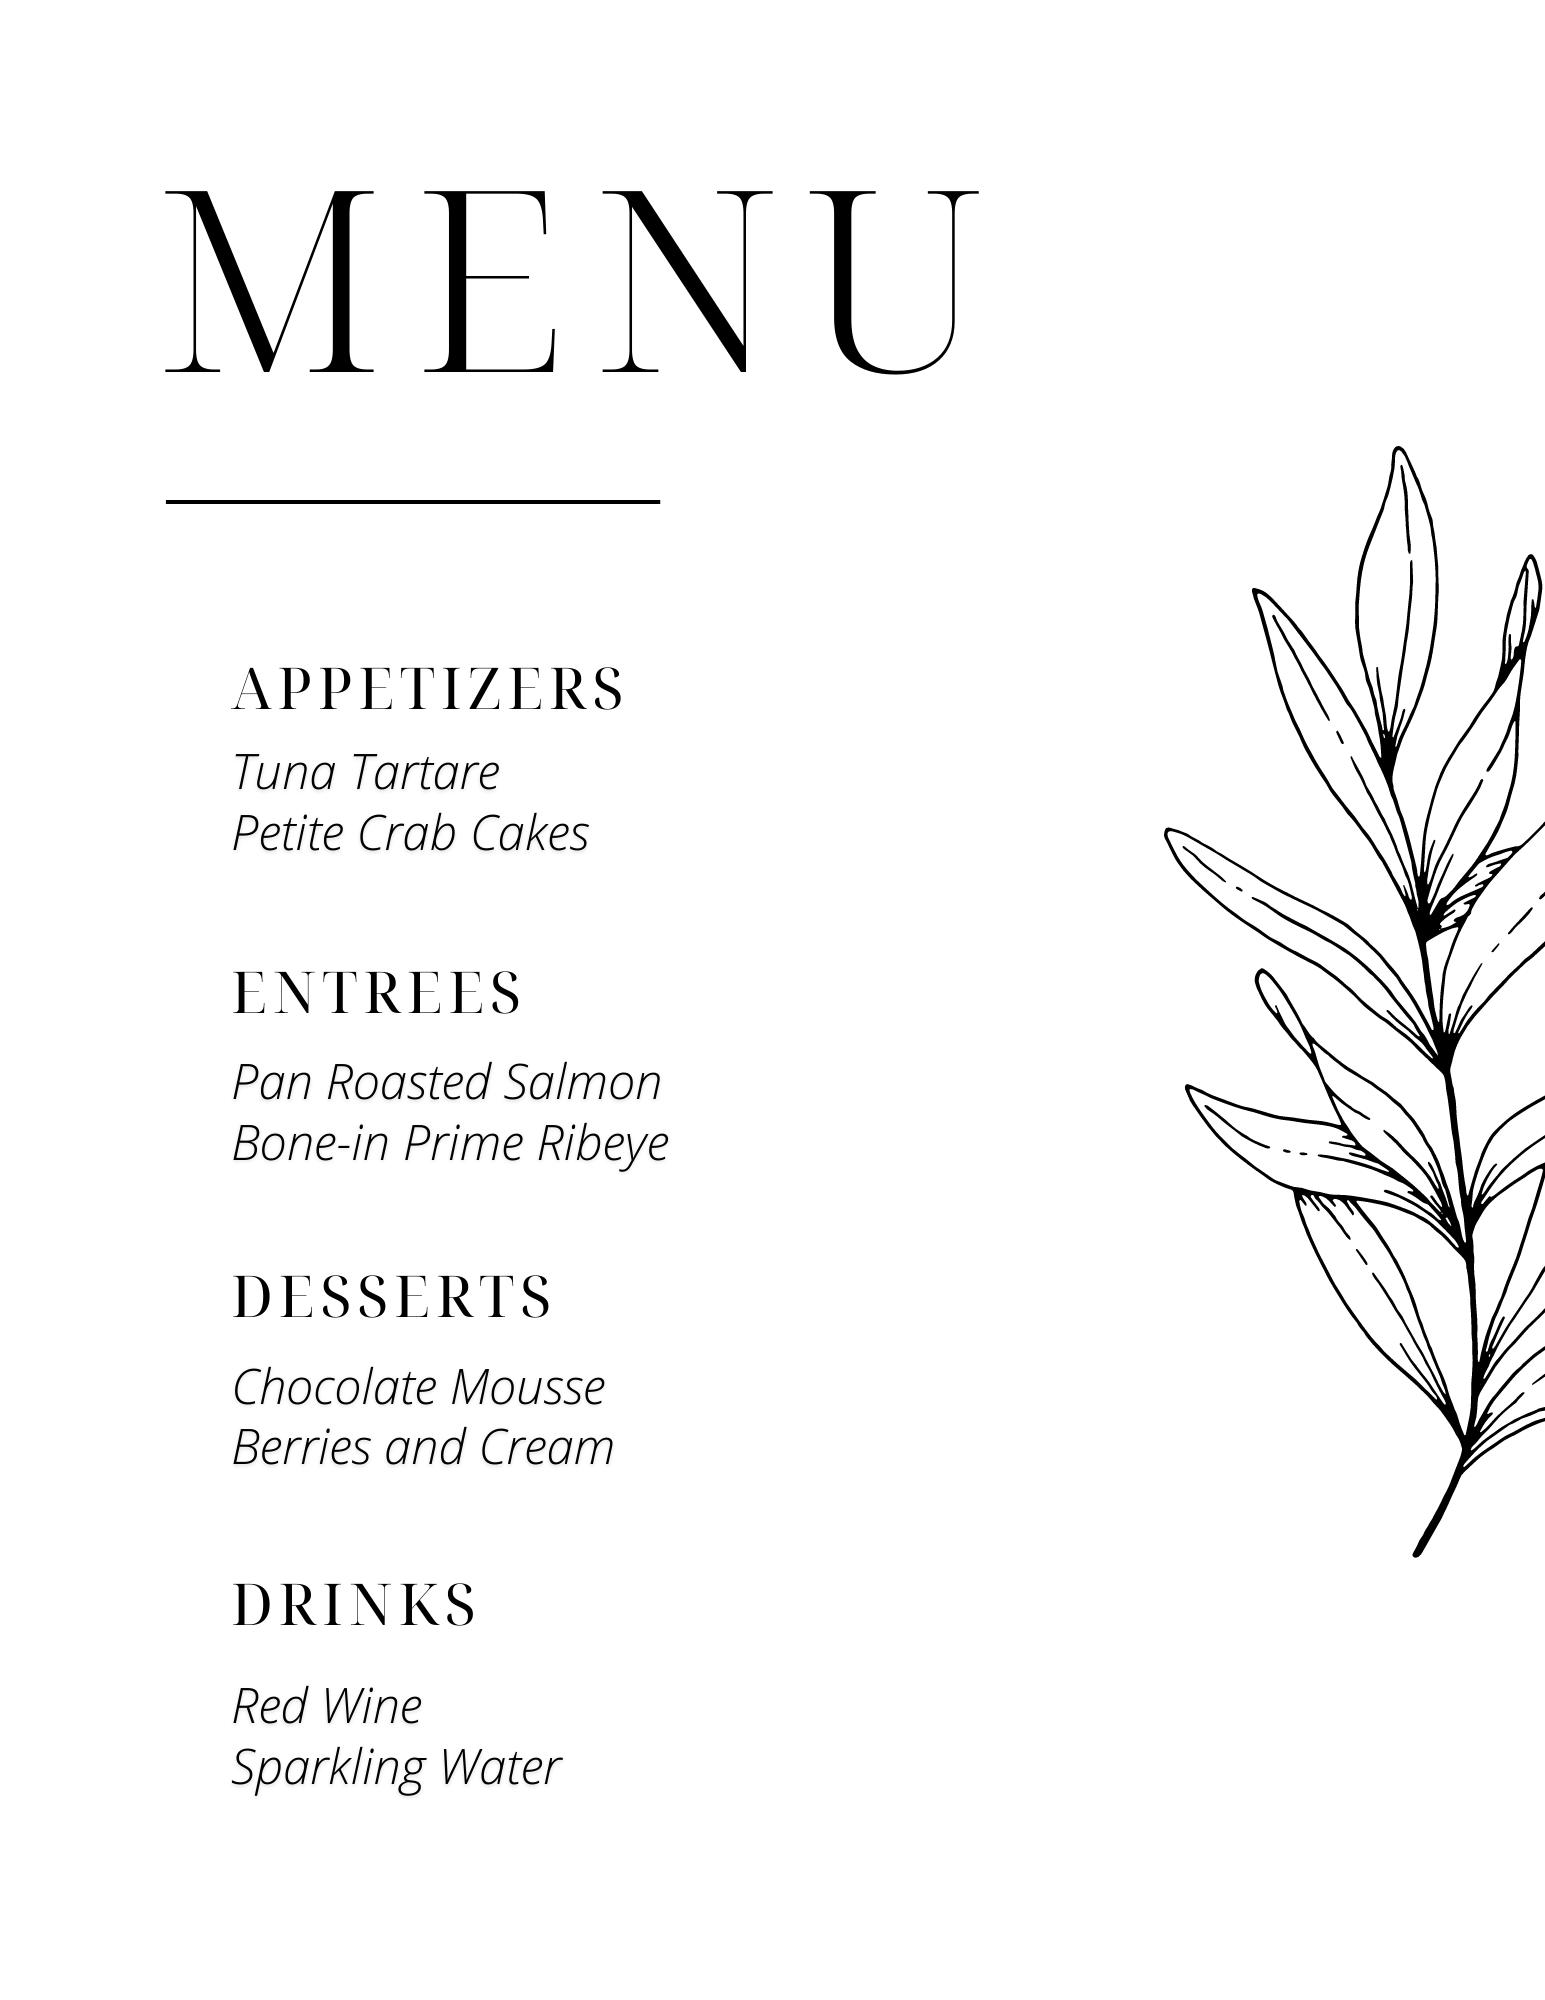 MENU
APPETIZERS
Tuna Tartare
Petite Crab Cakes
ENTREES
Pan Roasted Salmon
Bone-in Prime Ribeye
DESSERTS
Chocolate Mousse
Berries and Cream
DRINKS
Red Wine
Sparkling Water